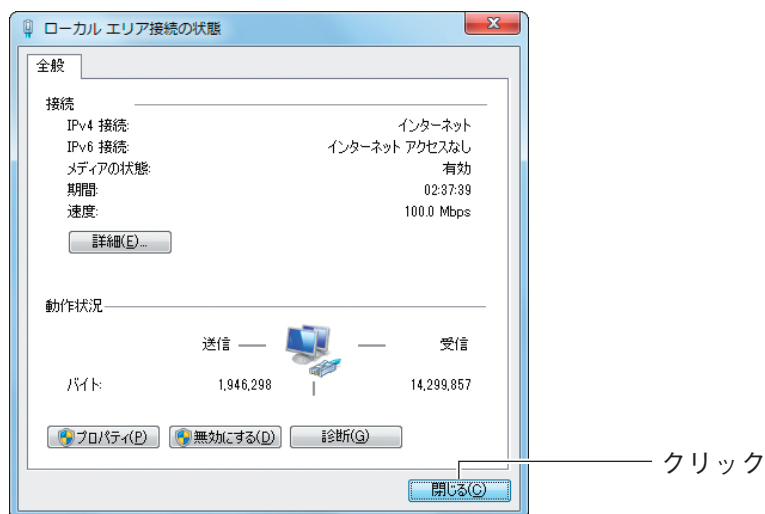 ローカル エリア接続の状態
全般
接続
IPv4 接続: インターネット
IPv6 接続: インターネット アクセスなし
メディアの状態: 有効
期間: 02:37:39
速度: 100.0 Mbps
詳細(E)...
動作状況
送信 受信
バイト: 1,946,298 14,299,857
プロパティ(P) 無効にする(D) 診断(G)
閉じる(C) クリック